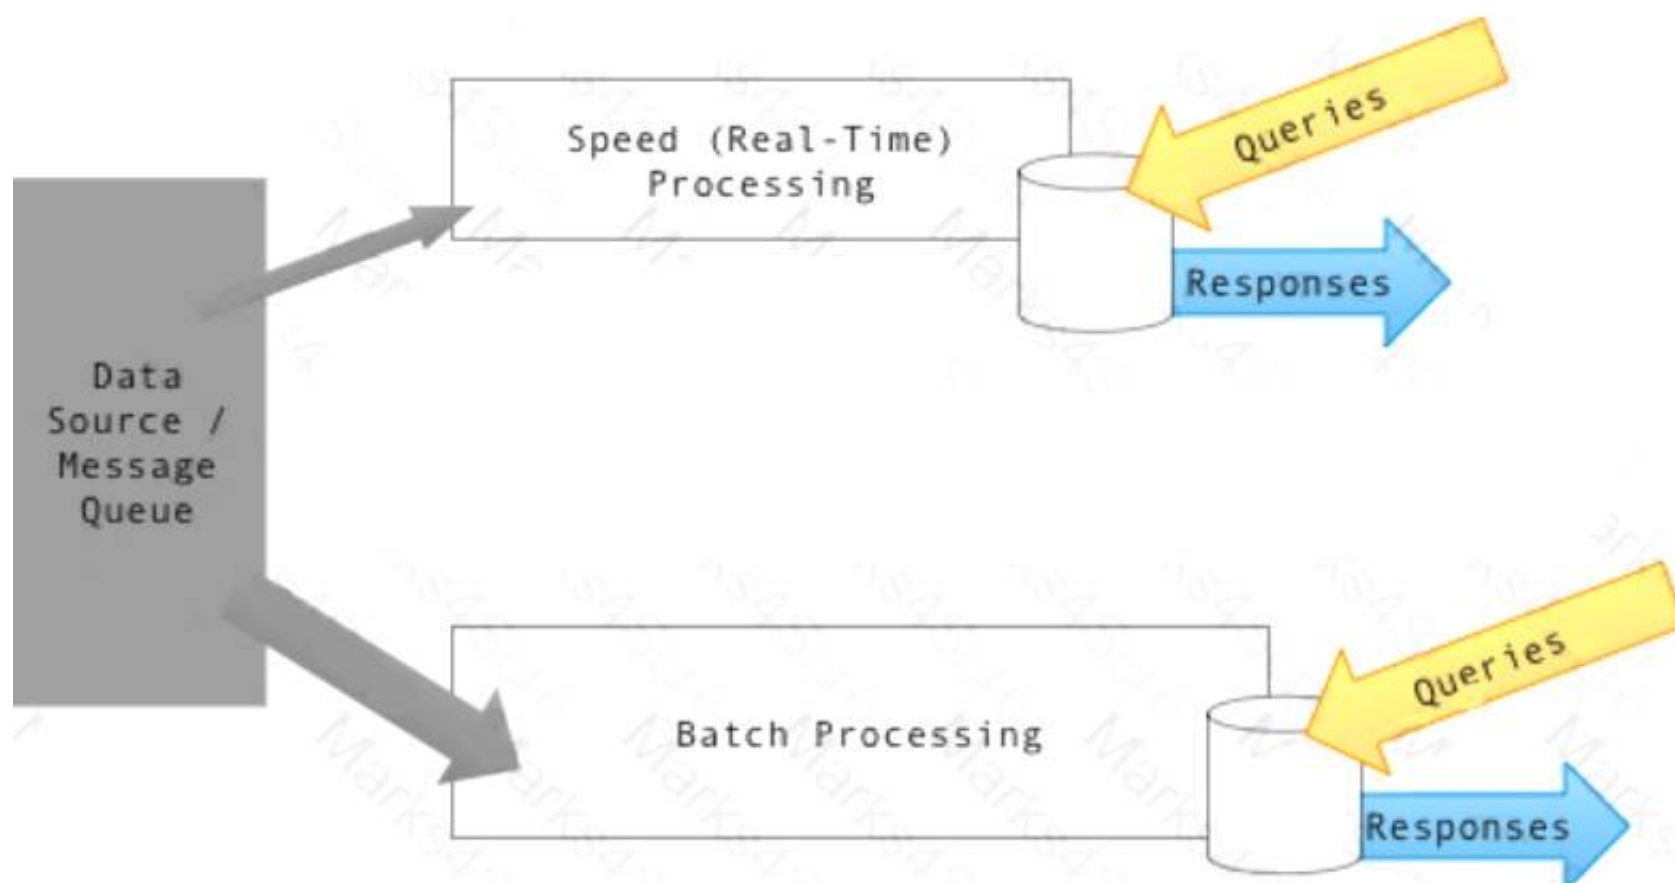 Speed (Real-Time)
Processing
Queries
Responses
Data
Source /
Message
Queue
Batch Processing
Queries
Responses